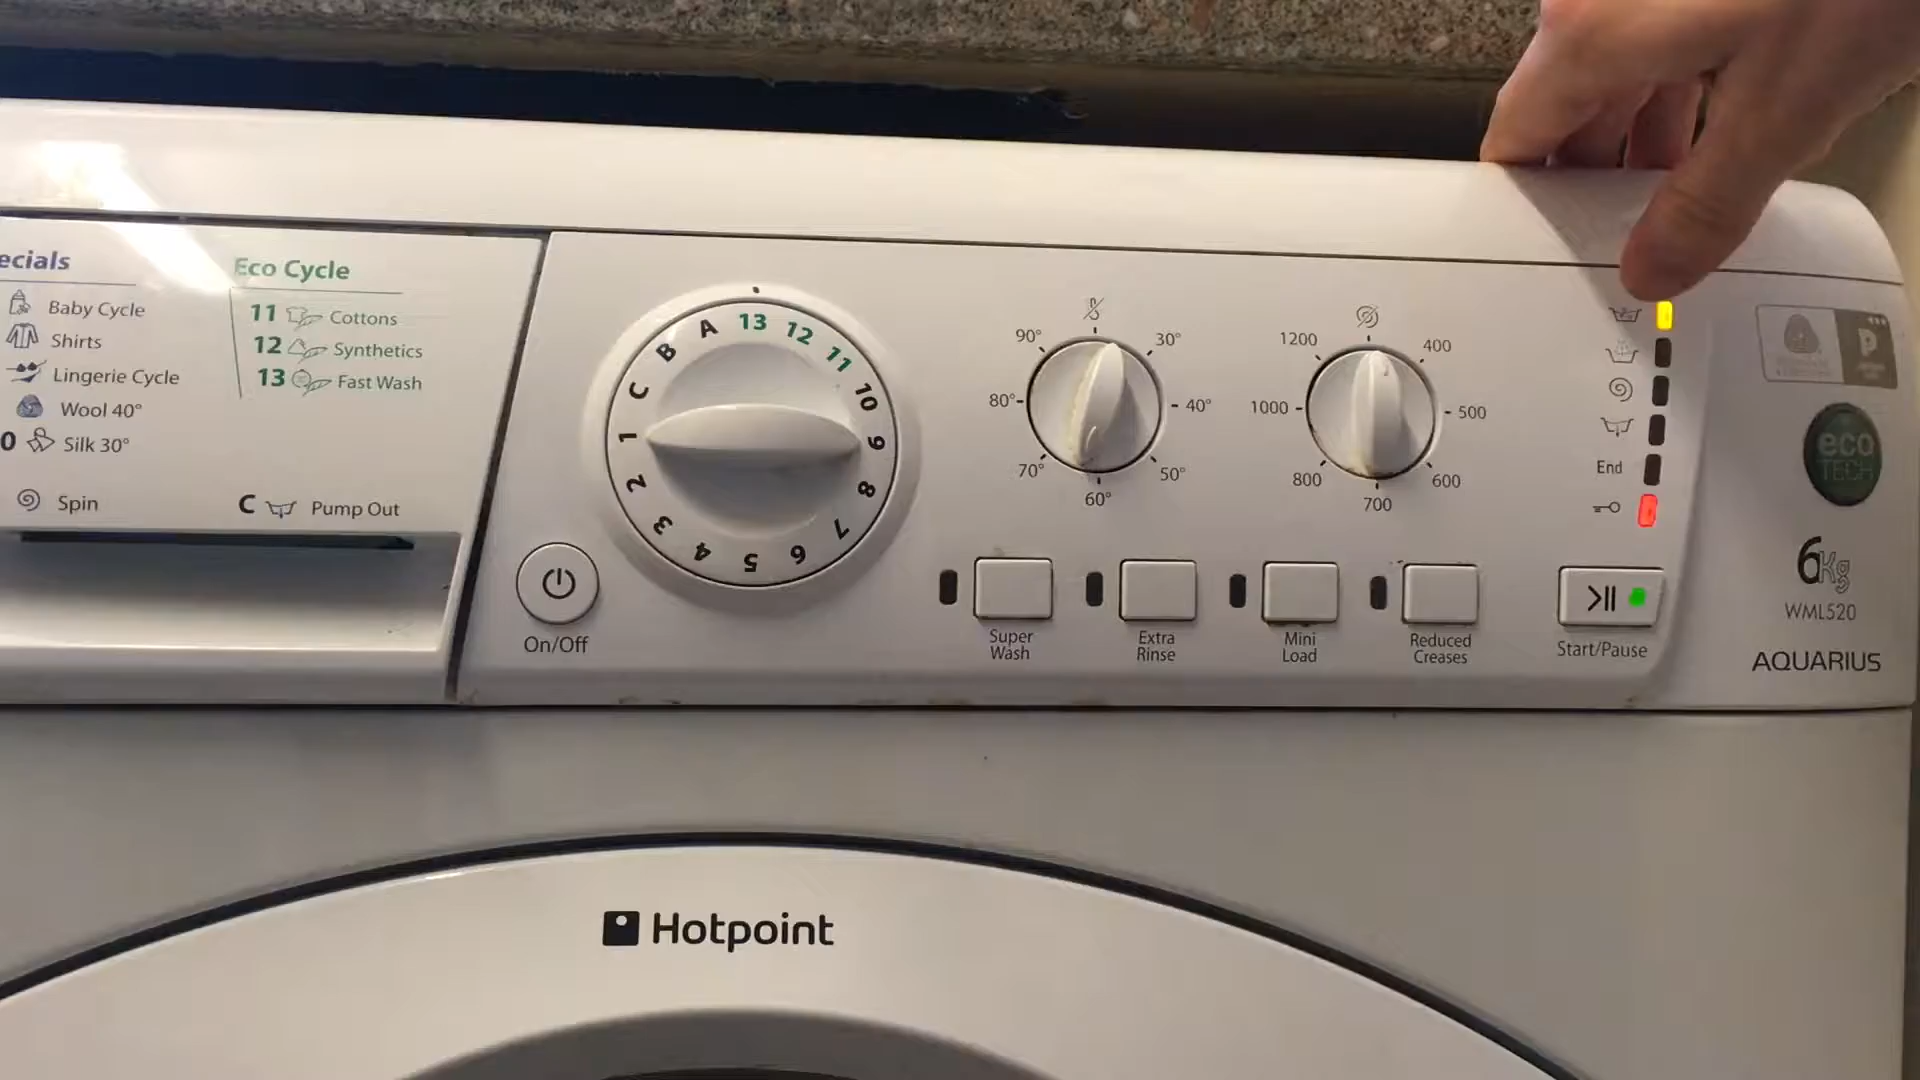 ecials
Baby Cycle
Shirts
Lingerie Cycle
Wool 40°
0 Silk 30°
Spin
Eco Cycle
11 Cottons
12 Synthetics
13 Fast Wash
C Pump Out
On/Off
A
13
12
11
10
9
8
7
6
5
4
3
2
1
C
B
30°
40°
50°
60°
70°
80°
90°
400
500
600
700
800
1000
1200
End
Super
Wash
Extra
Rinse
Mini
Load
Reduced
Creases
Start/Pause
P
eco
TECH
6Kg
WML520
AQUARIUS
Hotpoint